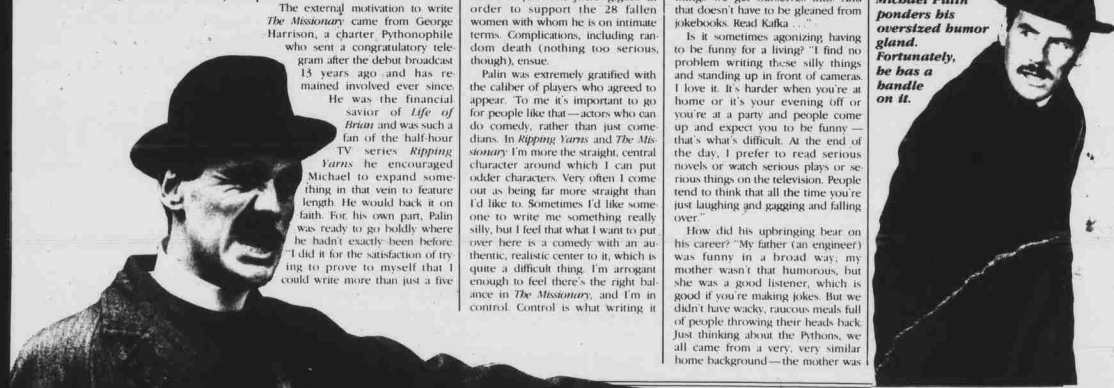 The external motivation to write
The Missionary came from George
Harrison, a charter Pythonophile
who sent a congratulatory tele-
gram after the debut broadcast
13 years ago and has re-
mained involved ever since.
He was the financial
savior of Life of
Brian and was such a
fan of the half-hour
TV series Ripping
Yarns he encouraged
Michael to expand some-
thing in that vein to feature
length. He would back it on
faith. For his own part, Palin
was ready to go boldly where
he hadn't exactly been before.
"I did it for the satisfaction of try-
ing to prove to myself that I
could write more than just a five
order to support the 28 fallen
women with whom he is on intimate
terms. Complications, including ran-
dom death (nothing too serious,
though), ensue.
Palin was extremely gratified with
the caliber of players who agreed to
appear. "To me it's important to go
for people like that—actors who can
do comedy, rather than just come-
dians. In Ripping Yarns and The Mis-
sionary I'm more the straight, central
character around which I can put
odder characters. Very often I come
out as being far more straight than
I'd like to. Sometimes I'd like some-
one to write me something really
silly, but I feel that what I want to put
over here is a comedy with an au-
thentic, realistic center to it, which is
quite a difficult thing. I'm arrogant
enough to feel there's the right bal-
ance in The Missionary, and I'm in
control. Control is what writing it
that doesn't have to be gleaned from
jokebooks. Read Kafka ..."
Is it sometimes agonizing having
to be funny for a living? "I find no
problem writing these silly things
and standing up in front of cameras.
I love it. It's harder when you're at
home or it's your evening off or
you're at a party and people come
up and expect you to be funny—
that's what's difficult. At the end of
the day, I prefer to read serious
novels or watch serious plays or se-
rious things on the television. People
tend to think that all the time you're
just laughing and gagging and falling
over."
How did his upbringing bear on
his career? "My father (an engineer)
was funny in a broad way; my
mother wasn't that humorous, but
she was a good listener, which is
good if you're making jokes. But we
didn't have wacky, raucous meals full
of people throwing their heads back.
Just thinking about the Pythons, we
all came from a very, very similar
home background—the mother was
Michael Palin
ponders his
oversized humor
gland.
Fortunately,
he has a
handle
on it.